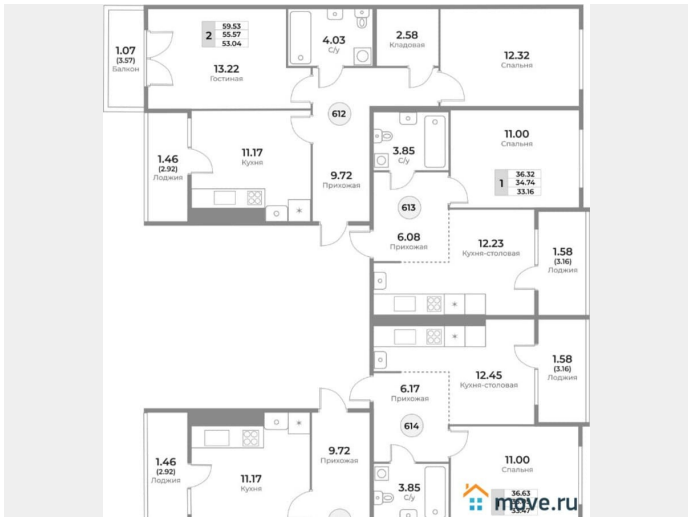 1.07
(3.57)
Балкон
2
59.53
55.57
53.04
13.22
Гостиная
4.03
С/у
2.58
Кладовая
12.32
Спальня
612
1.46
(2.92)
Лоджия
11.17
Кухня
9.72
Прихожая
3.85
С/у
11.00
Спальня
1
36.32
34.74
33.16
613
6.08
Прихожая
12.23
Кухня-столовая
1.58
(3.16)
Лоджия
12.45
Кухня-столовая
1.58
(3.16)
Лоджия
6.17
Прихожая
614
1.46
(2.92)
Лоджия
11.17
Кухня
9.72
Прихожая
3.85
С/у
11.00
Спальня
36.63
33.47
move.ru